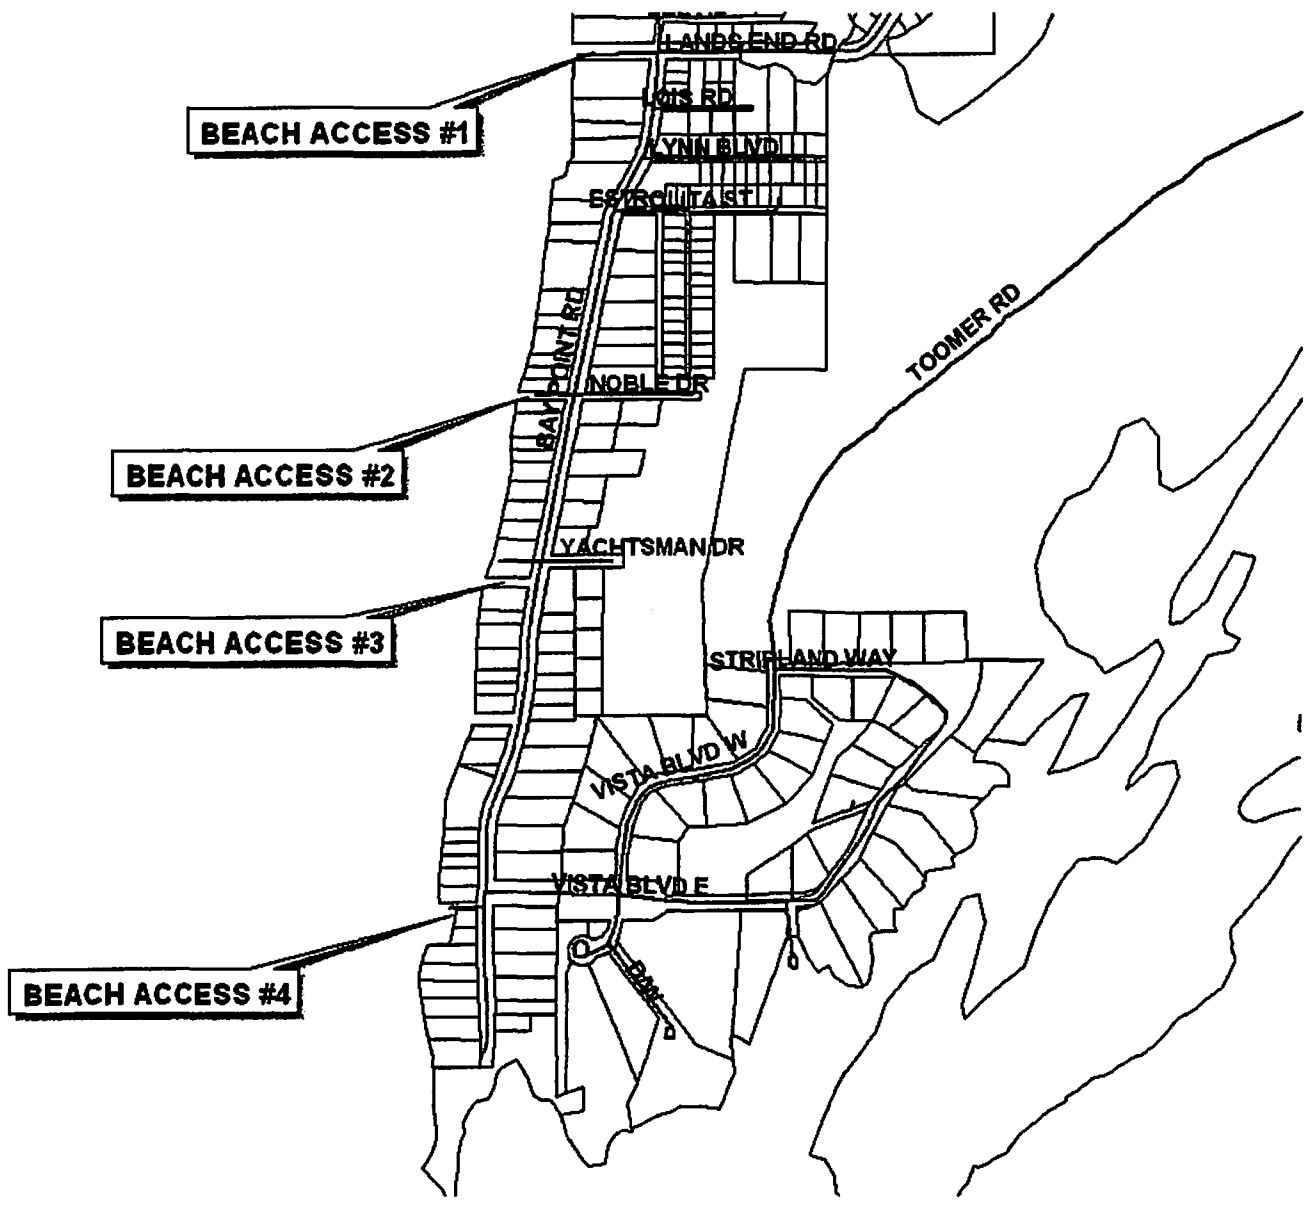 LANDS END RD
LOIS RD
BEACH ACCESS #1
LYNN BLVD
ESTROLITA ST
BAY POINT RD
TOOMER RD
NOBLE DR
BEACH ACCESS #2
YACHTSMAN DR
BEACH ACCESS #3
STRIPLAND WAY
VISTA BLVD W
VISTA BLVD E
R/W
BEACH ACCESS #4